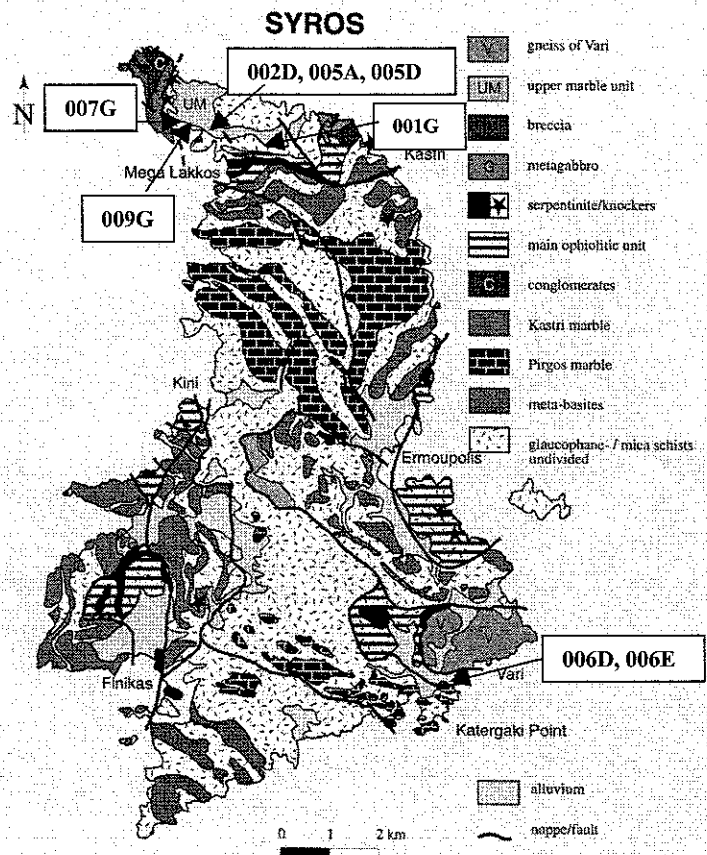 SYROS
002D, 005A, 005D
007G
N
G
UM
001G
Kastri
Mega Lakkos
009G
Kini
Ermoupolis
V
V
006D, 006E
Vari
Finikas
Katergaki Point
0 1 2 km
V gneiss of Vari
UM upper marble unit
breccia
G metagabbro
serpentinite/knockers
main ophiolitic unit
C conglomerates
Kastri marble
Pirgos marble
meta-basites
glaucophane- / mica schists
undivided
alluvium
nappe/fault